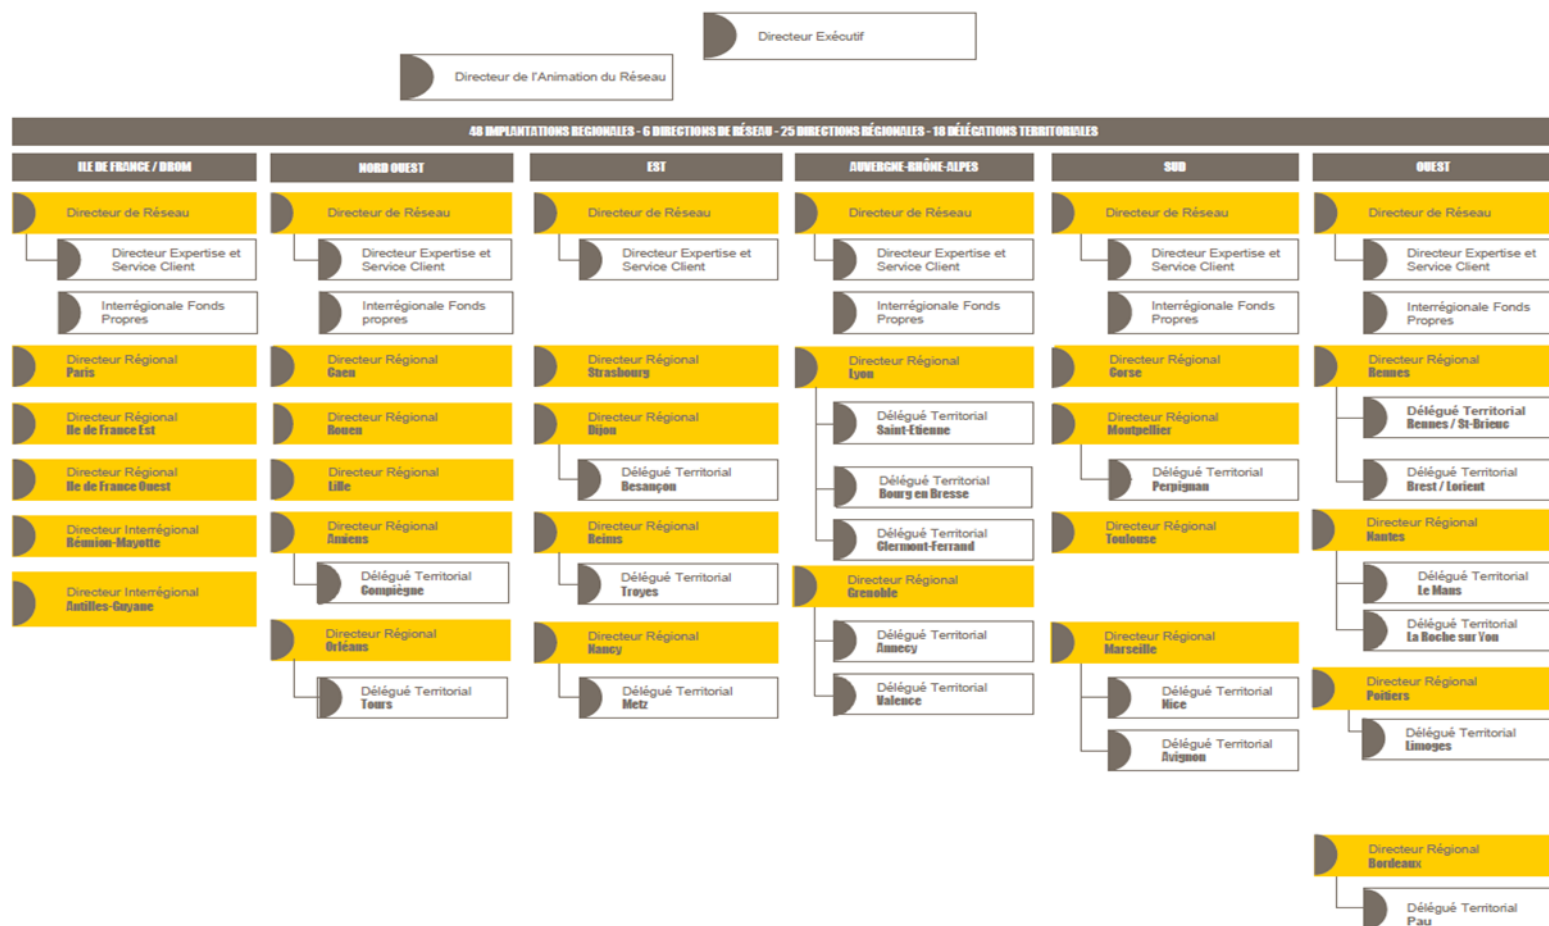 Directeur Exécutif
Directeur de l'Animation du Réseau
48 IMPLANTATIONS REGIONALES - 6 DIRECTIONS DE RÉSEAU - 25 DIRECTIONS RÉGIONALES - 18 DÉLÉGATIONS TERRITORIALES
ILE DE FRANCE / DROM
Directeur de Réseau
Directeur Expertise et
Service Client
Interrégionale Fonds
Propres
Directeur Régional
Paris
Directeur Régional
Ile de France Est
Directeur Régional
Ile de France Ouest
Directeur Interrégional
Réunion-Mayotte
Directeur Interrégional
Antilles-Guyane
NORD OUEST
Directeur de Réseau
Directeur Expertise et
Service Client
Interrégionale Fonds
propres
Directeur Régional
Caen
Directeur Régional
Rouen
Directeur Régional
Lille
Directeur Régional
Amiens
Délégué Territorial
Compiègne
Directeur Régional
Orléans
Délégué Territorial
Tours
EST
Directeur de Réseau
Directeur Expertise et
Service Client
Directeur Régional
Strasbourg
Directeur Régional
Dijon
Délégué Territorial
Besançon
Directeur Régional
Reims
Délégué Territorial
Troyes
Directeur Régional
Nancy
Délégué Territorial
Metz
AUVERGNE-RHÔNE-ALPES
Directeur de Réseau
Directeur Expertise et
Service Client
Interrégionale Fonds
Propres
Directeur Régional
Lyon
Délégué Territorial
Saint-Etienne
Délégué Territorial
Bourg en Bresse
Délégué Territorial
Clermont-Ferrand
Directeur Régional
Grenoble
Délégué Territorial
Annecy
Délégué Territorial
Valence
SUD
Directeur de Réseau
Directeur Expertise et
Service Client
Interrégionale Fonds
Propres
Directeur Régional
Corse
Directeur Régional
Montpellier
Délégué Territorial
Perpignan
Directeur Régional
Toulouse
Directeur Régional
Marseille
Délégué Territorial
Nice
Délégué Territorial
Avignon
OUEST
Directeur de Réseau
Directeur Expertise et
Service Client
Interrégionale Fonds
Propres
Directeur Régional
Rennes
Délégué Territorial
Rennes / St-Brieuc
Délégué Territorial
Brest / Lorient
Directeur Régional
Nantes
Délégué Territorial
Le Mans
Délégué Territorial
La Roche sur Yon
Directeur Régional
Poitiers
Délégué Territorial
Limoges
Directeur Régional
Bordeaux
Délégué Territorial
Pau